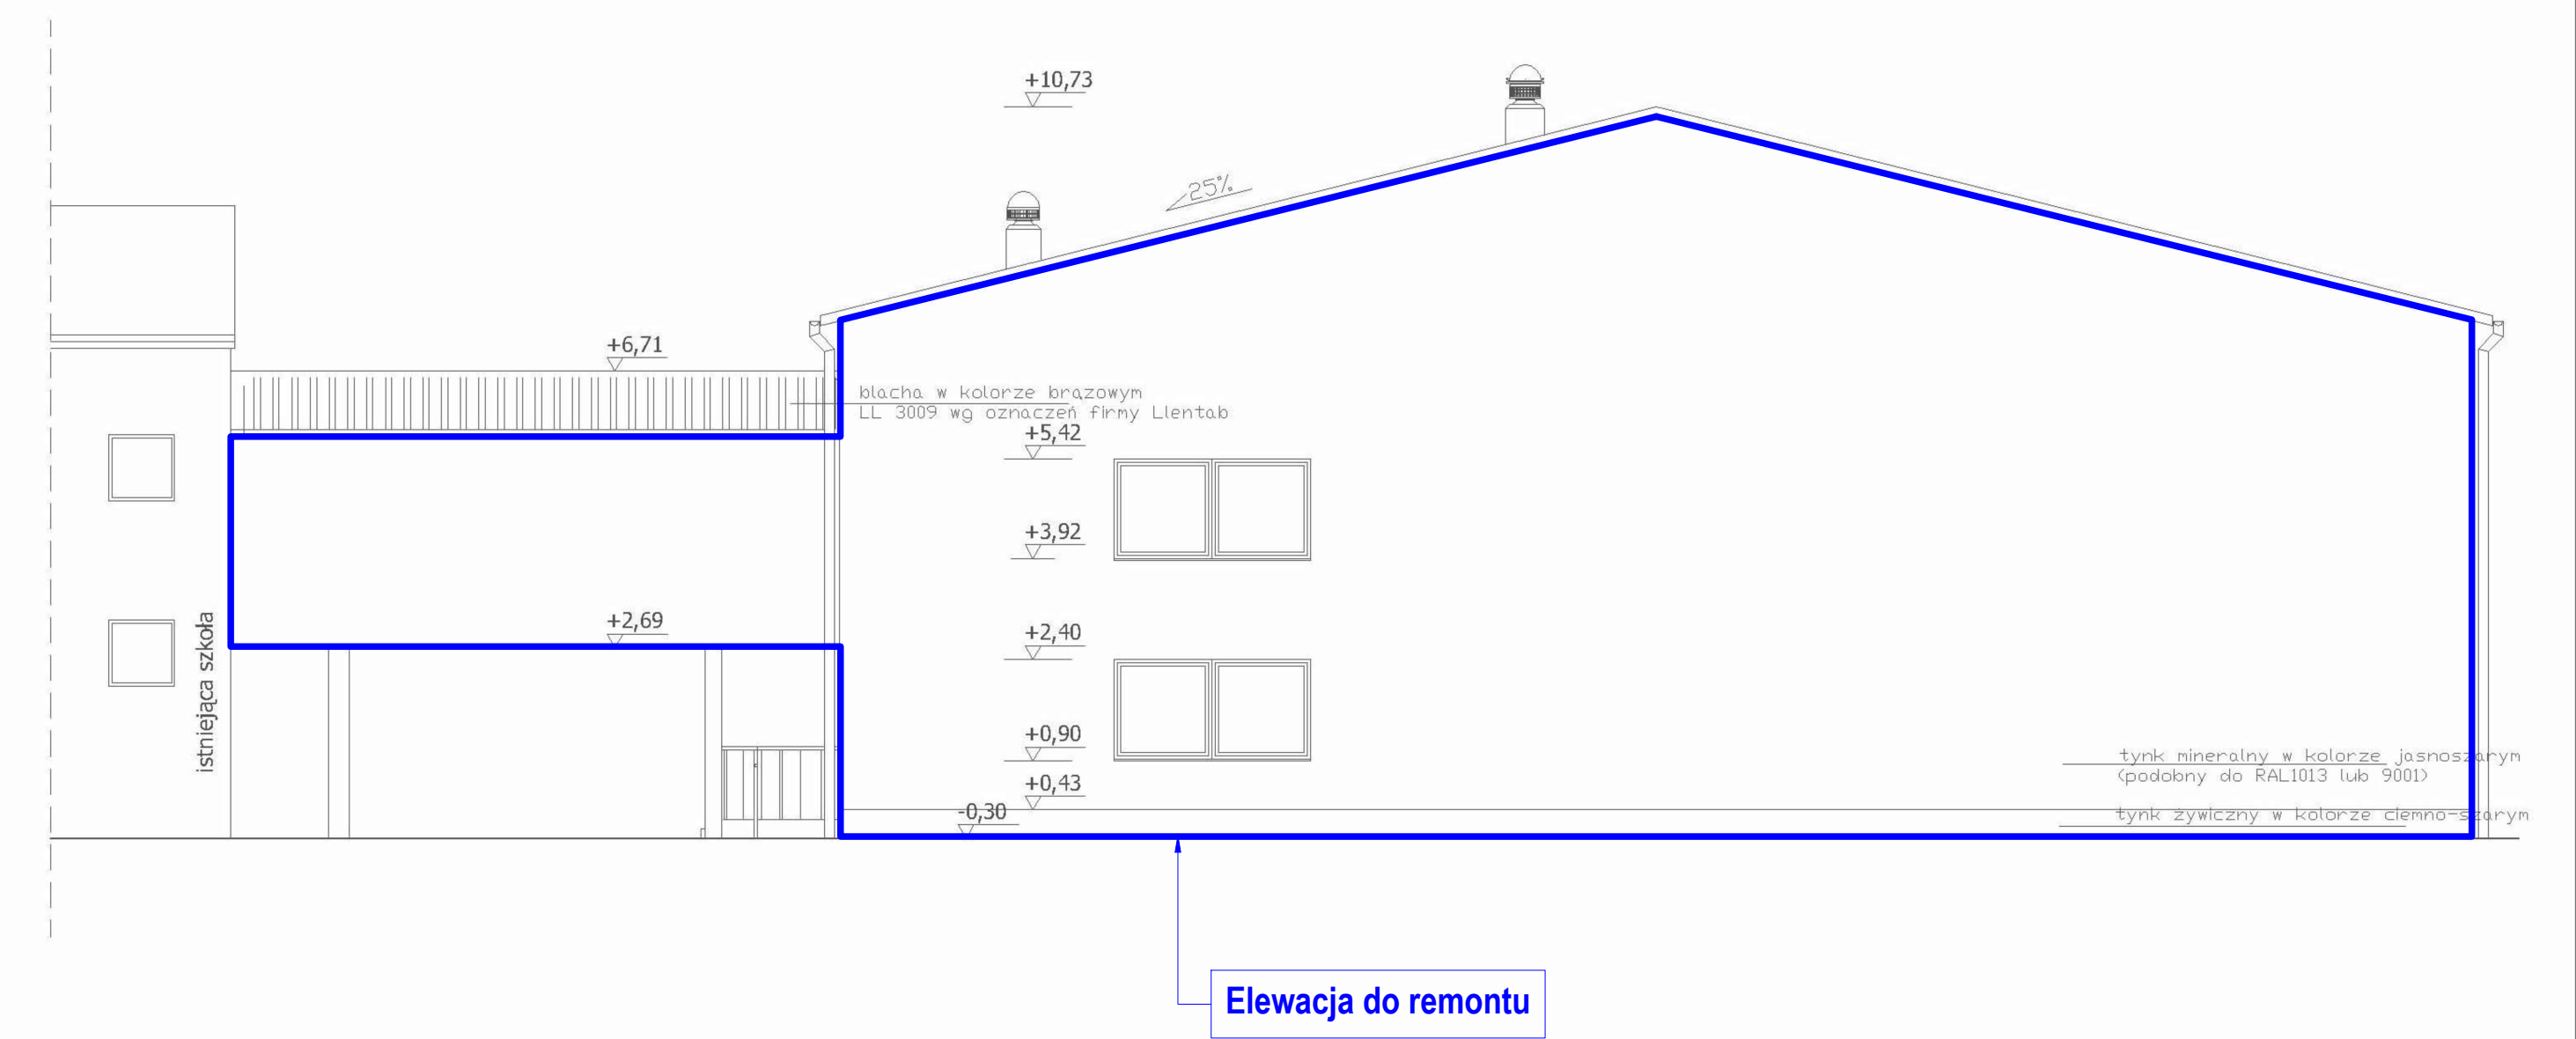 +10,73
25%
+6,71
blacha w kolorze brązowym
LL 3009 wg oznaczeń firmy Llentab
+5,42
+3,92
+2,69
+2,40
istniejąca szkoła
+0,90
tynk mineralny w kolorze jasnoszarym
(podobny do RAL1013 lub 9001)
+0,43
-0,30
tynk żywiczny w kolorze ciemno-szarym
Elewacja do remontu